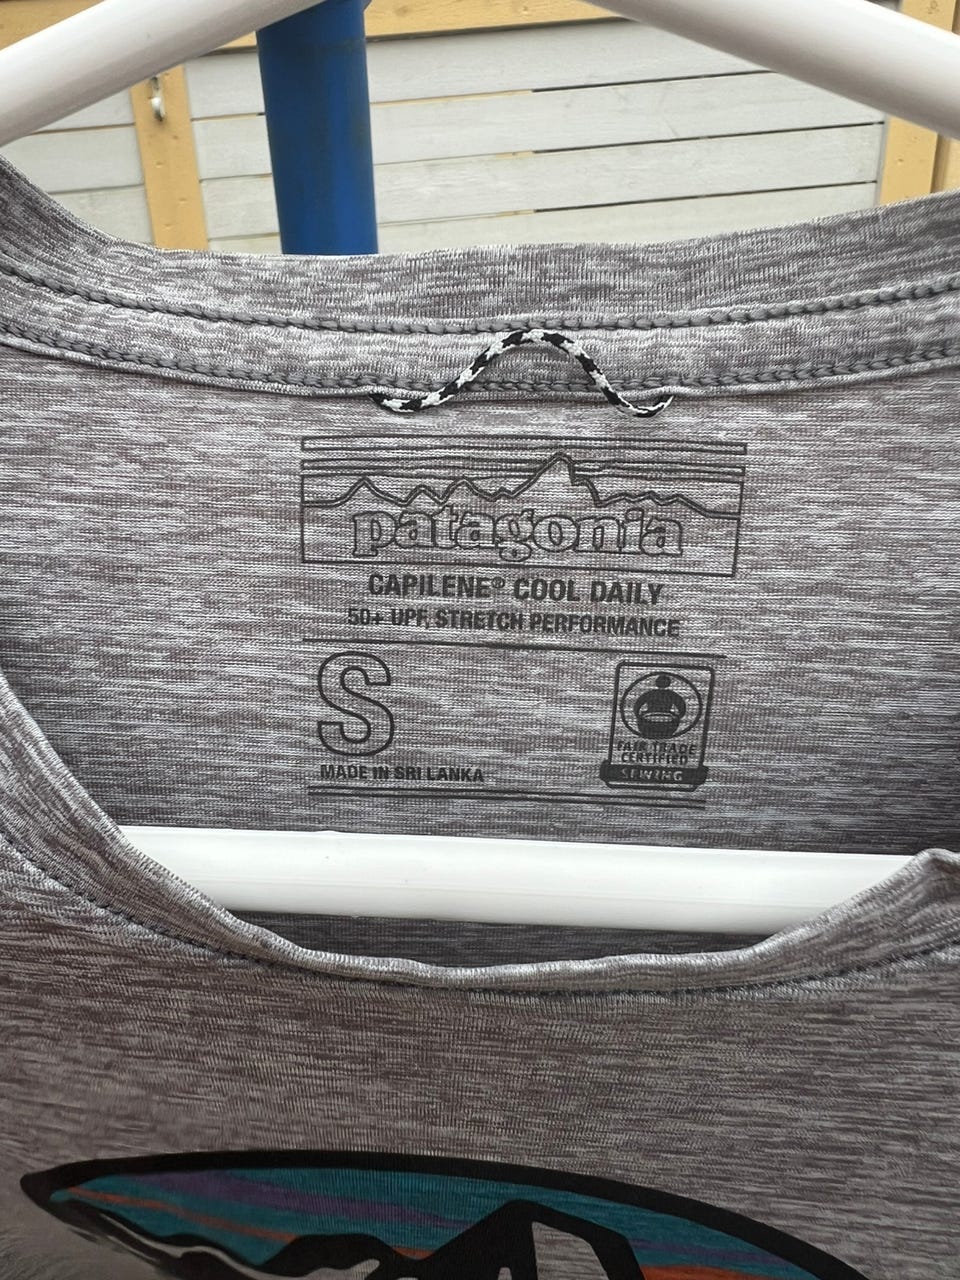 patagonia
CAPILENE® COOL DAILY
50+ UPF, STRETCH PERFORMANCE
S
MADE IN SRI LANKA
FAIR TRADE
CERTIFIED
SEWING